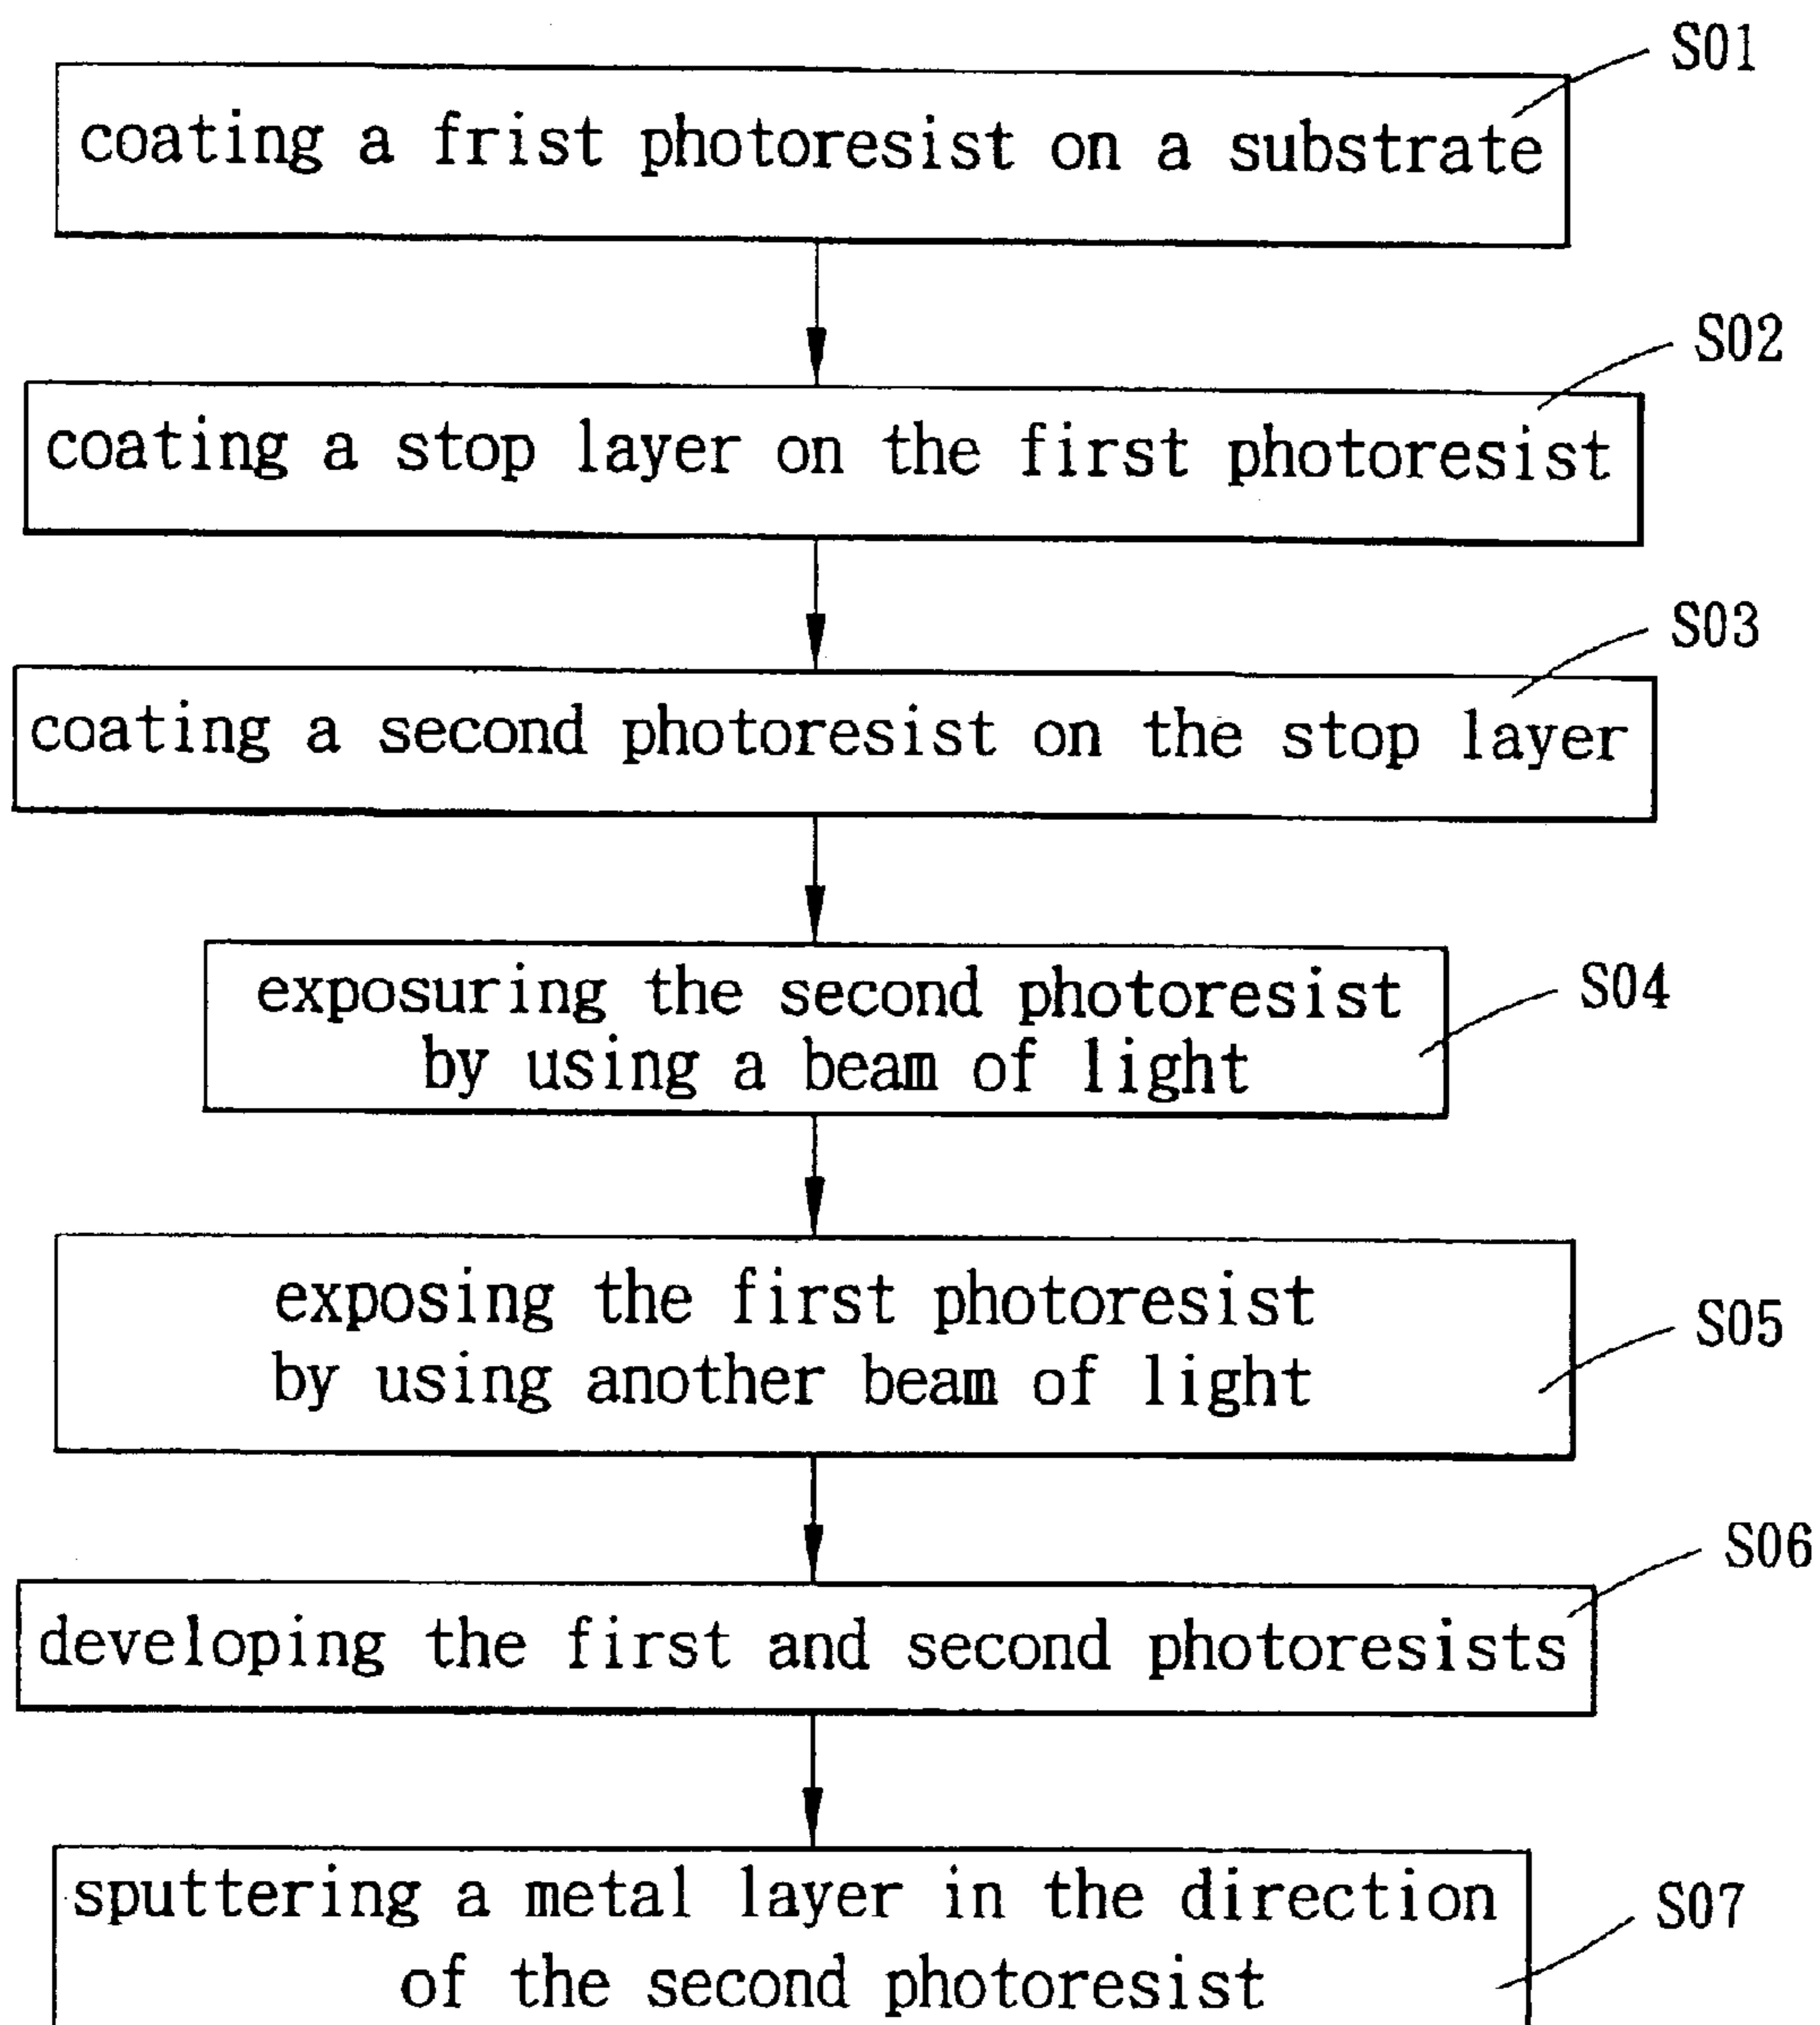 S01
coating a frist photoresist on a substrate
S02
coating a stop layer on the first photoresist
S03
coating a second photoresist on the stop layer
exposuring the second photoresist
by using a beam of light
S04
exposing the first photoresist
by using another beam of light
S05
S06
developing the first and second photoresists
sputtering a metal layer in the direction
of the second photoresist
S07